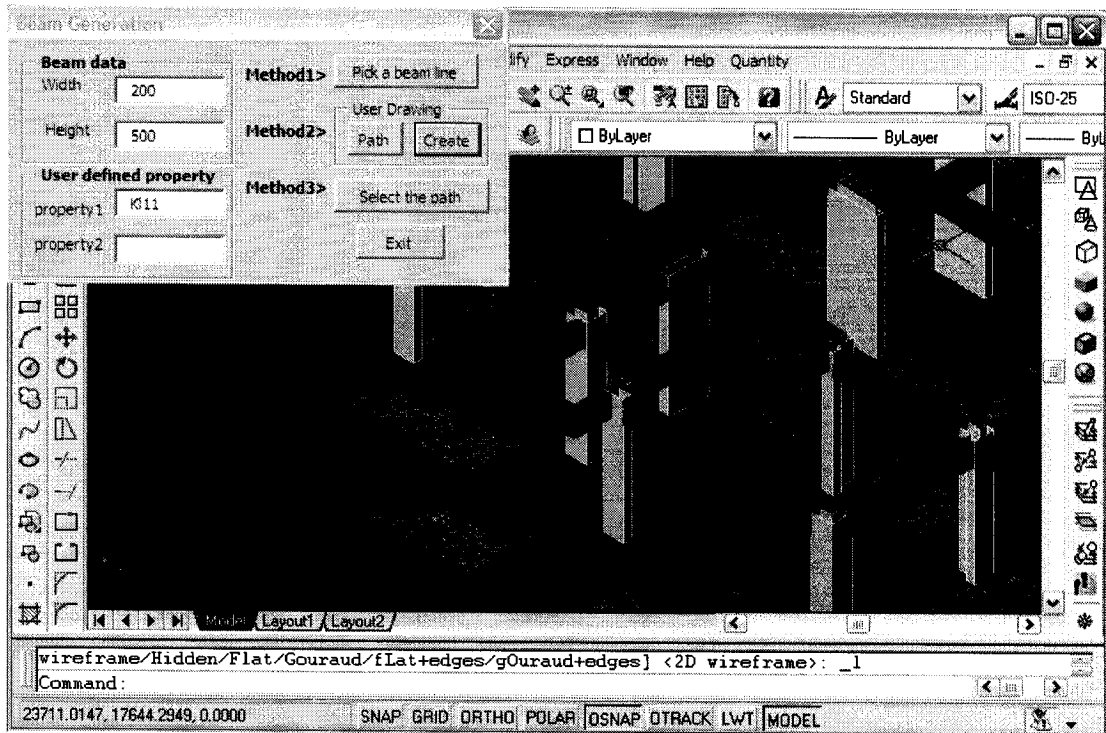 Beam Generation
Beam data
Width 200
Height 500
User defined property
property1
property2
Method1> Pick a beam line
User Drawing
Method2> Path Create
Method3> Select the path
Exit
Express Window Help Quantity
Standard ISO-25
ByLayer ByLayer
Model Layout1 Layout2
wireframe/Hidden/Flat/Gouraud/fLat+edges/gOuraud+edges] <2D wireframe>: _l
Command:
23711.0147, 17644.2949, 0.0000 SNAP GRID ORTHO POLAR OSNAP OTRACK LWT MODEL